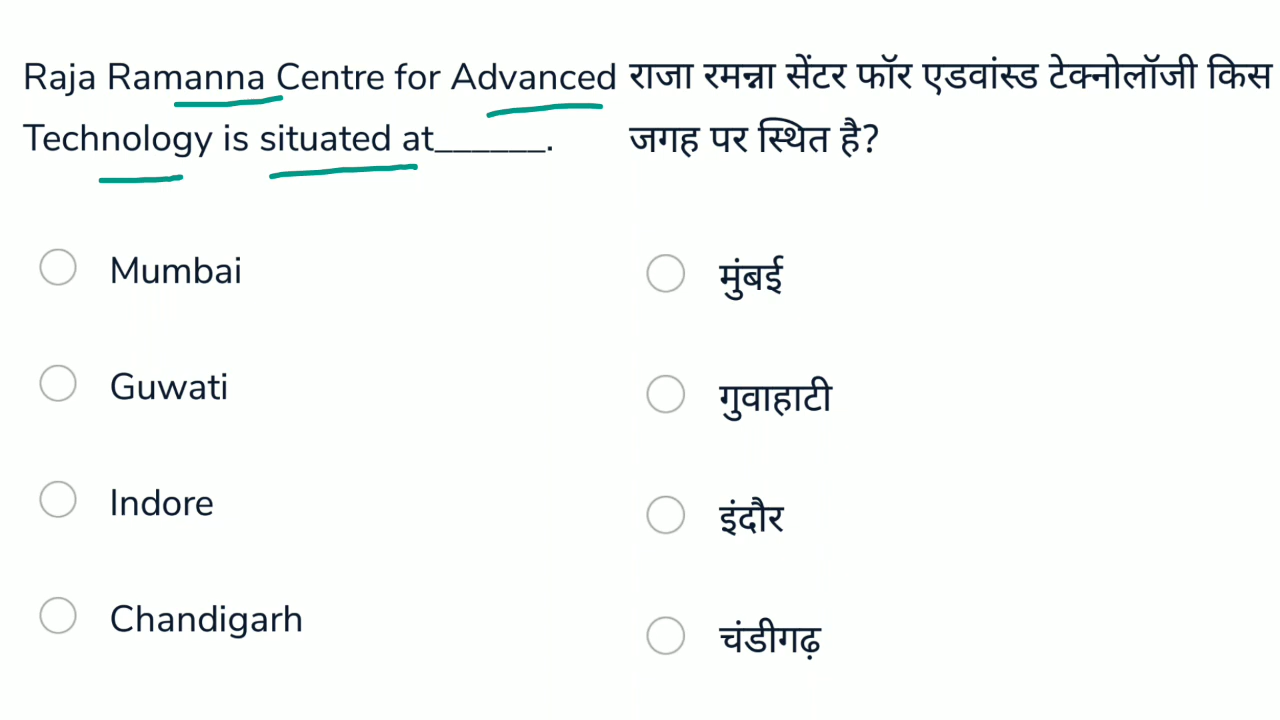 Raja Ramanna Centre for Advanced
Technology is situated at______.
Mumbai
Guwati
Indore
Chandigarh
राजा रमन्ना सेंटर फॉर एडवांस्ड टेक्नोलॉजी किस
जगह पर स्थित है?
मुंबई
गुवाहाटी
इंदौर
चंडीगढ़